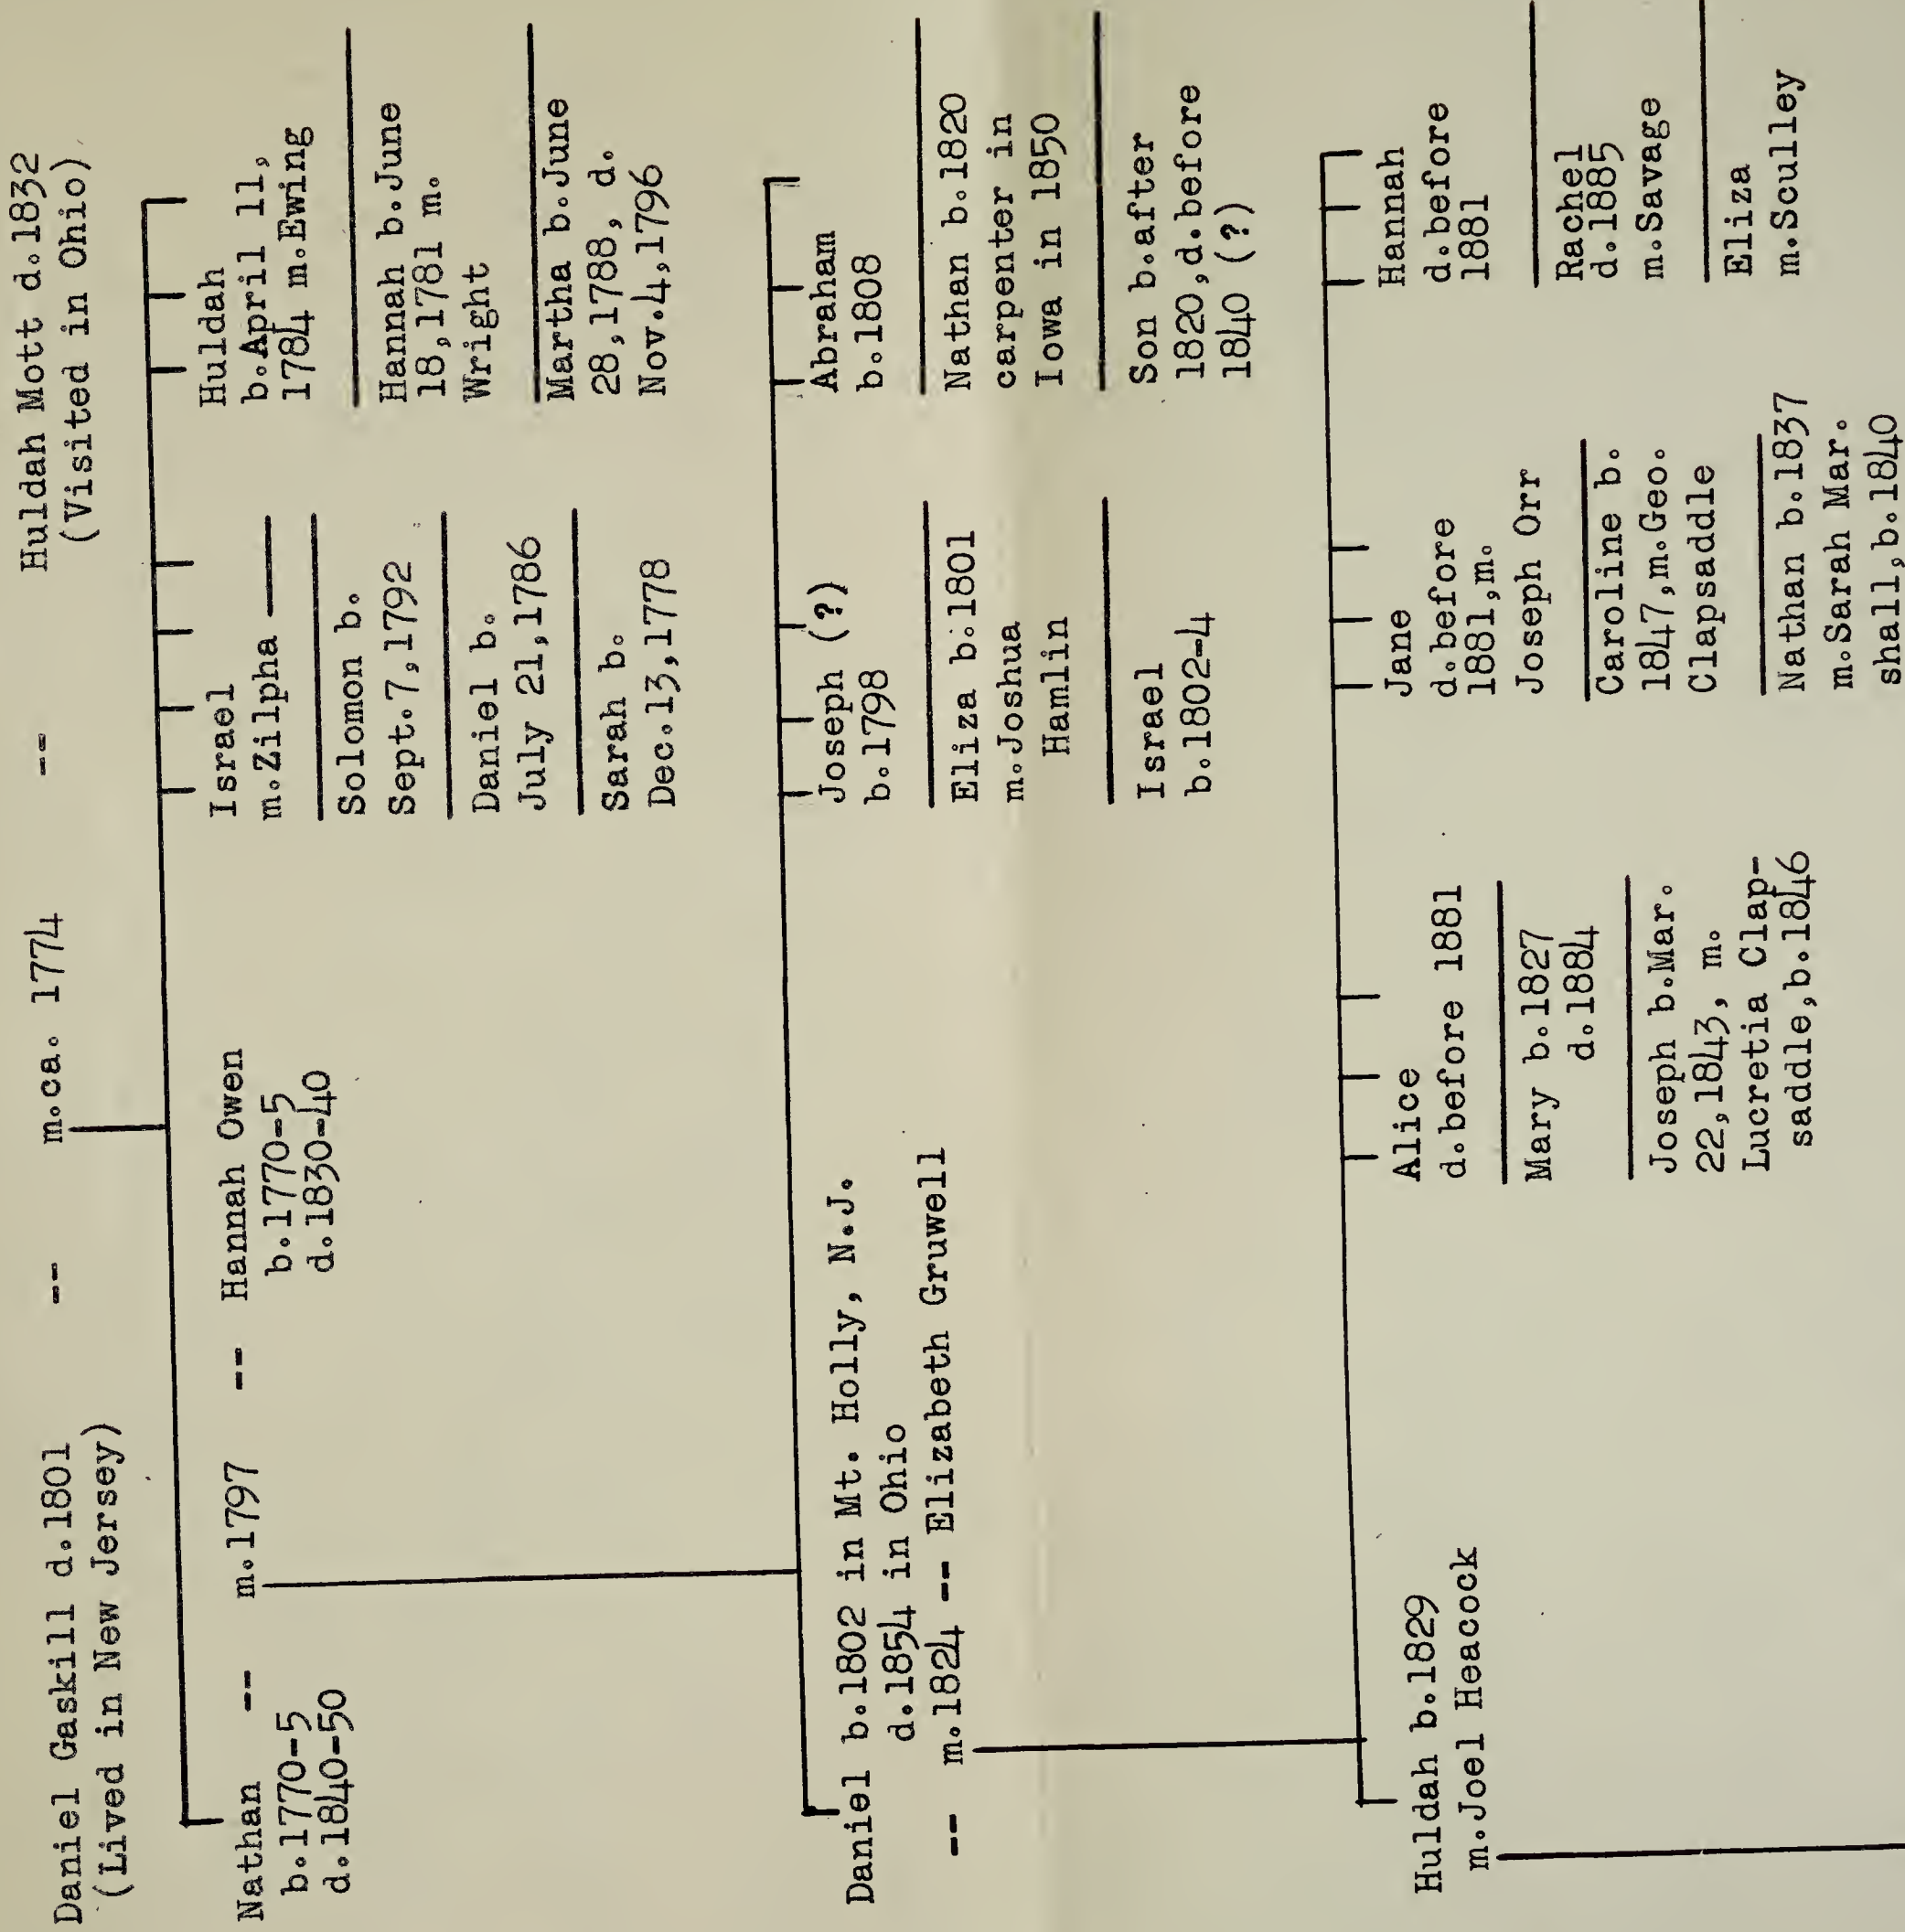 Daniel Gaskill d.1801 -- m.ca. 1774 -- Huldah Mott d.1832
(Lived in New Jersey) (Visited in Ohio)
Nathan -- m.1797 -- Hannah Owen
b.1770-5 b.1770-5
d.1840-50 d.1830-40
Israel
m.Zilpha ——
Solomon b.
Sept.7,1792
Daniel b.
July 21,1786
Sarah b.
Dec.13,1778
Huldah
b.April 11,
1784 m.Ewing
Hannah b.June
18,1781 m.
Wright
Martha b.June
28,1788, d.
Nov.4,1796
Daniel b.1802 in Mt. Holly, N.J.
d.1854 in Ohio
-- m.1824 -- Elizabeth Gruwell
Joseph (?)
b.1798
Eliza b.1801
m.Joshua
Hamlin
Israel
b.1802-4
Abraham
b.1808
Nathan b.1820
carpenter in
Iowa in 1850
Son b.after
1820,d.before
1840 (?)
Huldah b.1829
m.Joel Heacock
Alice
d.before 1881
Mary b.1827
d.1884
Joseph b.Mar.
22,1843, m.
Lucretia Clap-
saddle,b.1846
Jane
d.before
1881,m.
Joseph Orr
Caroline b.
1847,m.Geo.
Clapsaddle
Nathan b.1837
m.Sarah Mar.
shall,b.1840
Hannah
d.before
1881
Rachel
d.1885
m.Savage
Eliza
m.Sculley